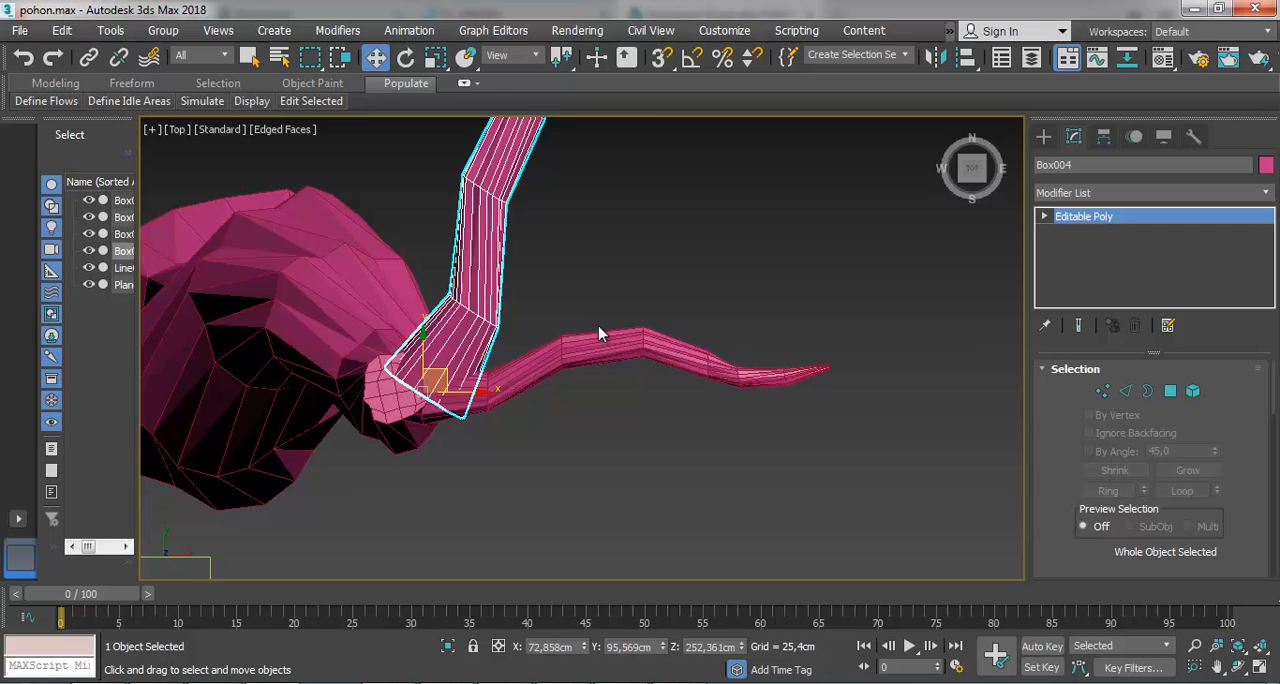 pohon.max - Autodesk 3ds Max 2018
File Edit Tools Group Views Create Modifiers Animation Graph Editors Rendering Civil View Customize Scripting Content » Sign In Workspaces: Default
All View Create Selection Se
Modeling Freeform Selection Object Paint Populate
Define Flows Define Idle Areas Simulate Display Edit Selected
Select
[+] [Top] [Standard] [Edged Faces]
Name (Sorted A
Box0
Box0
Box0
Box0
Line
Plan
N
W TOP E
S
x
Box004
Modifier List
Editable Poly
Selection
By Vertex
Ignore Backfacing
By Angle: 45,0
Shrink Grow
Ring Loop
Preview Selection
Off SubObj Multi
Whole Object Selected
< 0 / 100 >
0 5 10 15 20 25 30 35 40 45 50 55 60 65 70 75 80 85 90 95 100
1 Object Selected X: 72,858cm Y: 95,569cm Z: 252,361cm Grid = 25,4cm Auto Key Selected
MAXScript Mi
Click and drag to select and move objects Add Time Tag 0 Set Key Key Filters...